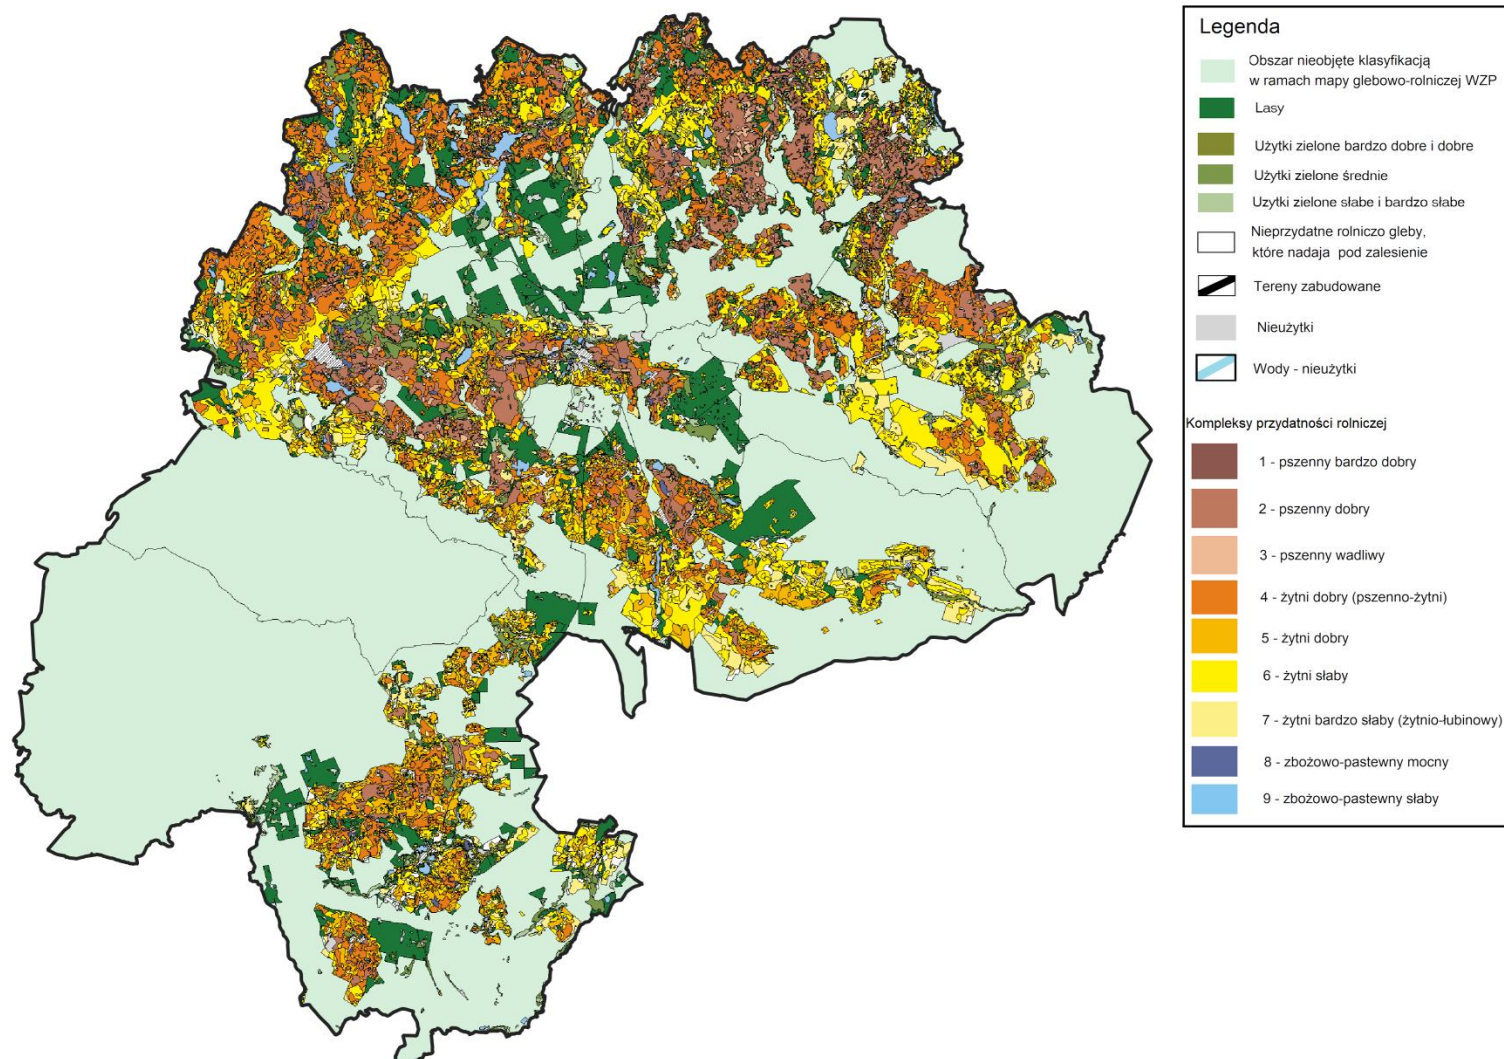 Legenda
Obszar nieobjęte klasyfikacją
w ramach mapy glebowo-rolniczej WZP
Lasy
Użytki zielone bardzo dobre i dobre
Użytki zielone średnie
Uzytki zielone słabe i bardzo słabe
Nieprzydatne rolniczo gleby,
które nadaja pod zalesienie
Tereny zabudowane
Nieużytki
Wody - nieużytki
Kompleksy przydatności rolniczej
1 - pszenny bardzo dobry
2 - pszenny dobry
3 - pszenny wadliwy
4 - żytni dobry (pszenno-żytni)
5 - żytni dobry
6 - żytni słaby
7 - żytni bardzo słaby (żytnio-łubinowy)
8 - zbożowo-pastewny mocny
9 - zbożowo-pastewny słaby